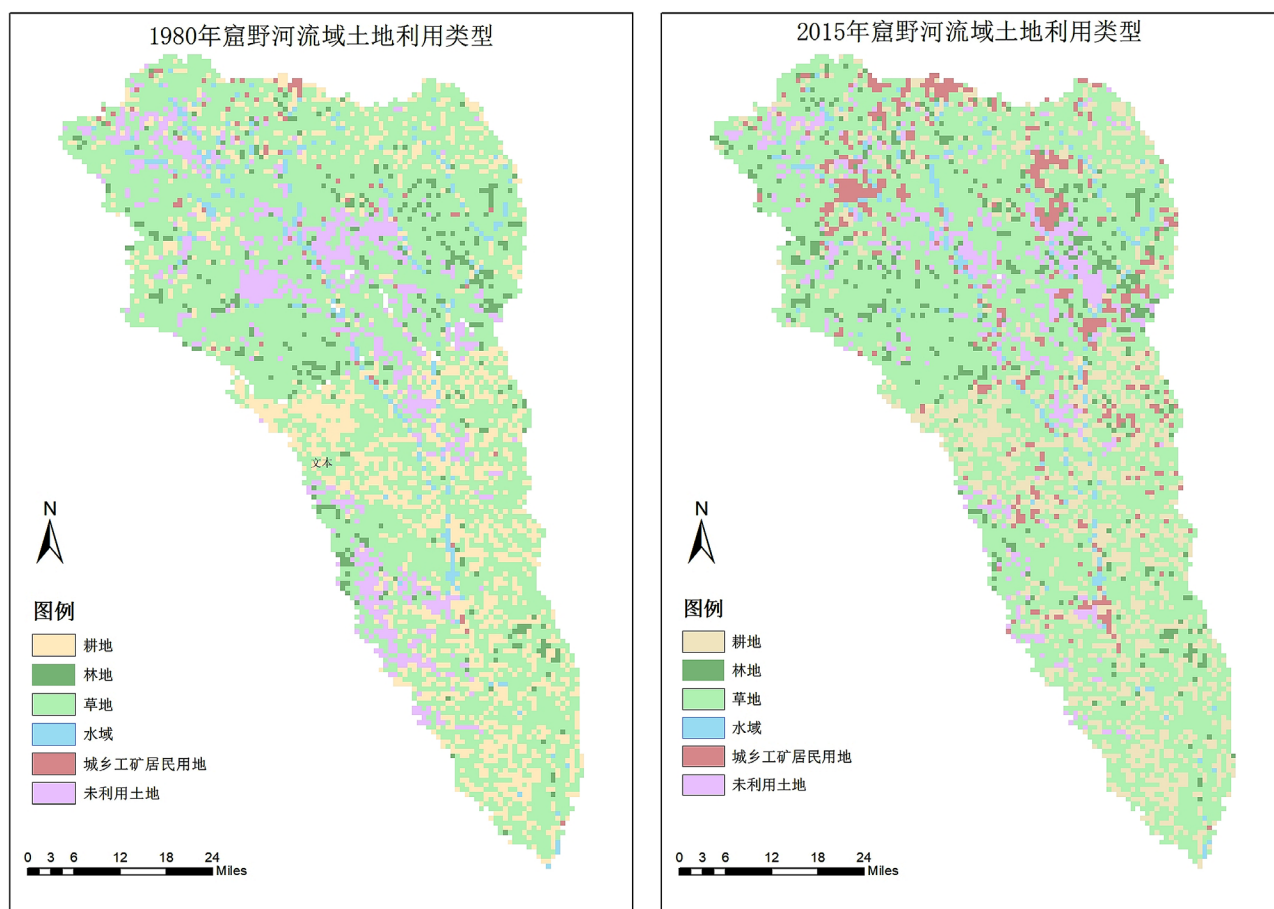 1980年窟野河流域土地利用类型
文本
N
图例
耕地
林地
草地
水域
城乡工矿居民用地
未利用土地
0 3 6 12 18 24
Miles
2015年窟野河流域土地利用类型
N
图例
耕地
林地
草地
水域
城乡工矿居民用地
未利用土地
0 3 6 12 18 24
Miles